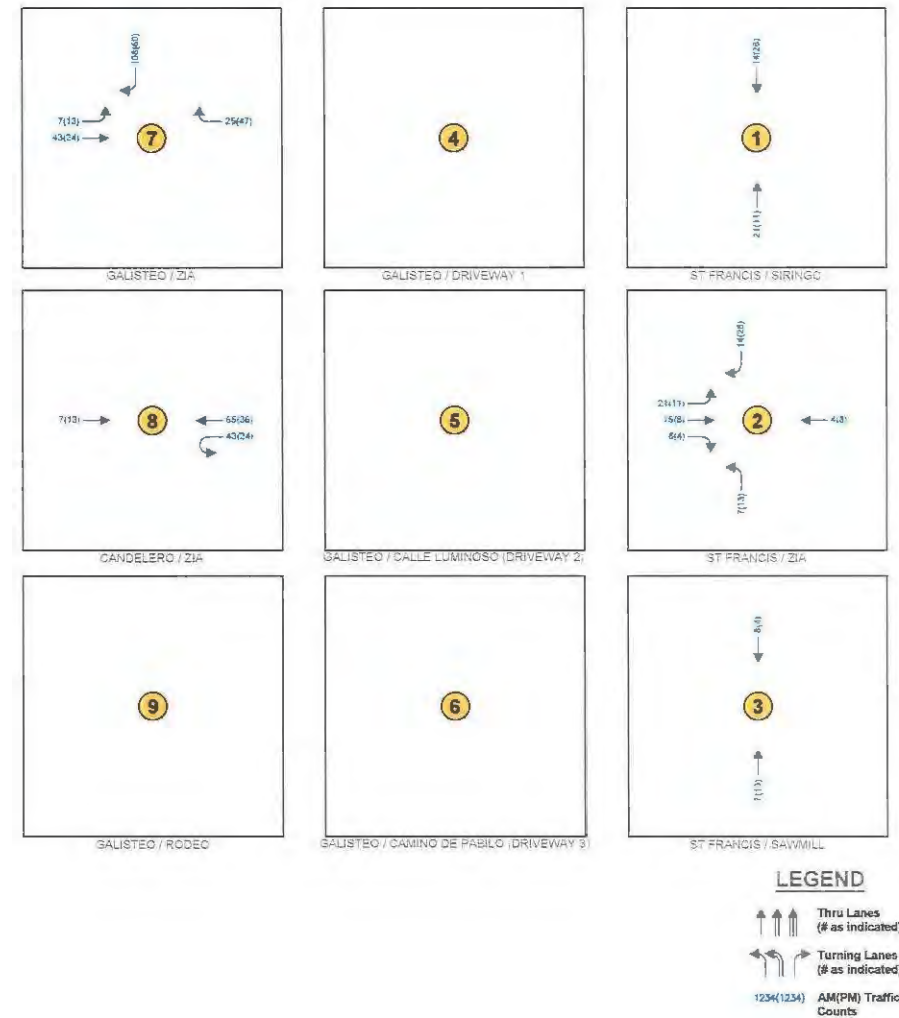 108(60)
7(13)
43(24)
7
25(47)
GALISTEO / ZIA
4
GALISTEO / DRIVEWAY 1
14(26)
1
21(11)
ST FRANCIS / SIRINGO
7(13)
8
65(36)
43(24)
CANDELERO / ZIA
5
GALISTEO / CALLE LUMINOSO (DRIVEWAY 2)
14(26)
21(11)
15(8)
2
4(8)
7(13)
ST FRANCIS / ZIA
9
GALISTEO / RODEO
6
GALISTEO / CAMINO DE PABILO (DRIVEWAY 3)
8(4)
3
7(13)
ST FRANCIS / SAWMILL
LEGEND
Thru Lanes
(# as indicated)
Turning Lanes
(# as indicated)
1234(1234) AM(PM) Traffic
Counts